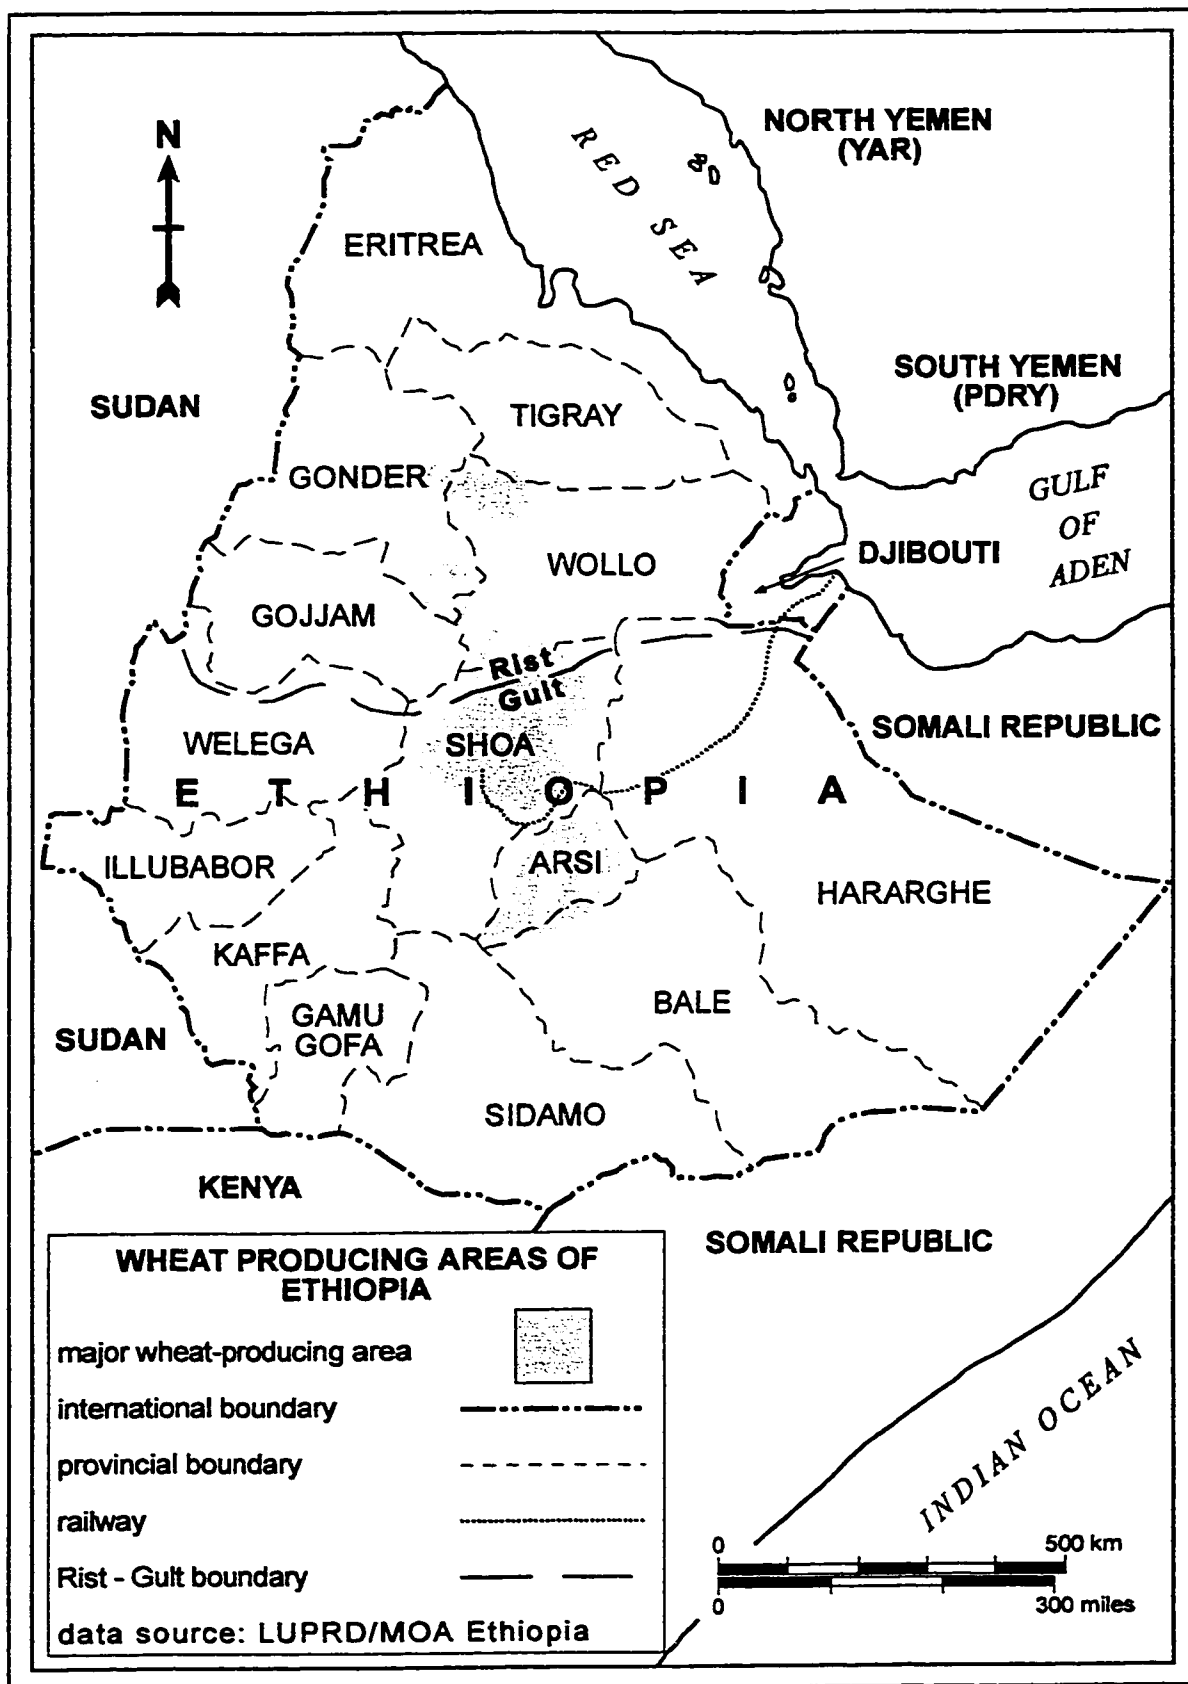 N
NORTH YEMEN
(YAR)
RED SEA
ERITREA
SOUTH YEMEN
(PDRY)
SUDAN
TIGRAY
GONDER
GULF
OF
ADEN
WOLLO
DJIBOUTI
GOJJAM
Rist
Gult
SOMALI REPUBLIC
WELEGA
SHOA
ETHIOPIA
ILLUBABOR
ARSI
HARARGHE
KAFFA
BALE
GAMU
GOFA
SUDAN
SIDAMO
KENYA
SOMALI REPUBLIC
WHEAT PRODUCING AREAS OF
ETHIOPIA
major wheat-producing area
international boundary
provincial boundary
railway
Rist - Gult boundary
data source: LUPRD/MOA Ethiopia
INDIAN OCEAN
0 500 km
0 300 miles